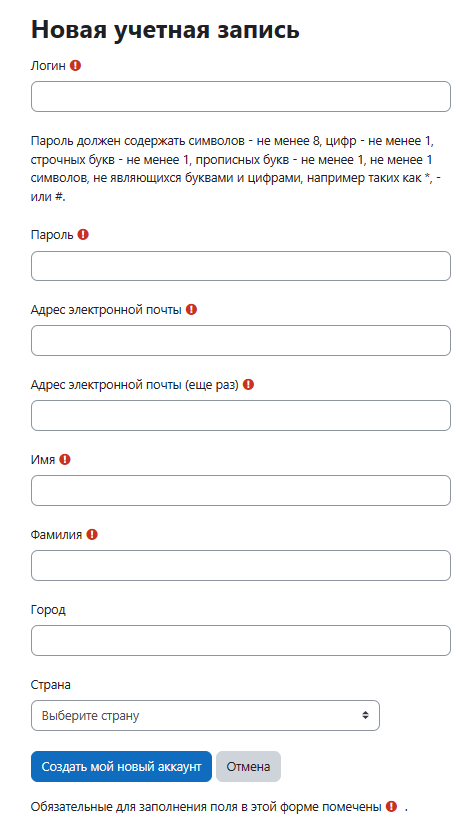 Новая учетная запись
Логин
Пароль должен содержать символов - не менее 8, цифр - не менее 1,
строчных букв - не менее 1, прописных букв - не менее 1, не менее 1
символов, не являющихся буквами и цифрами, например таких как *, -
или #.
Пароль
Адрес электронной почты
Адрес электронной почты (еще раз)
Имя
Фамилия
Город
Страна
Выберите страну
Создать мой новый аккаунт Отмена
Обязательные для заполнения поля в этой форме помечены .